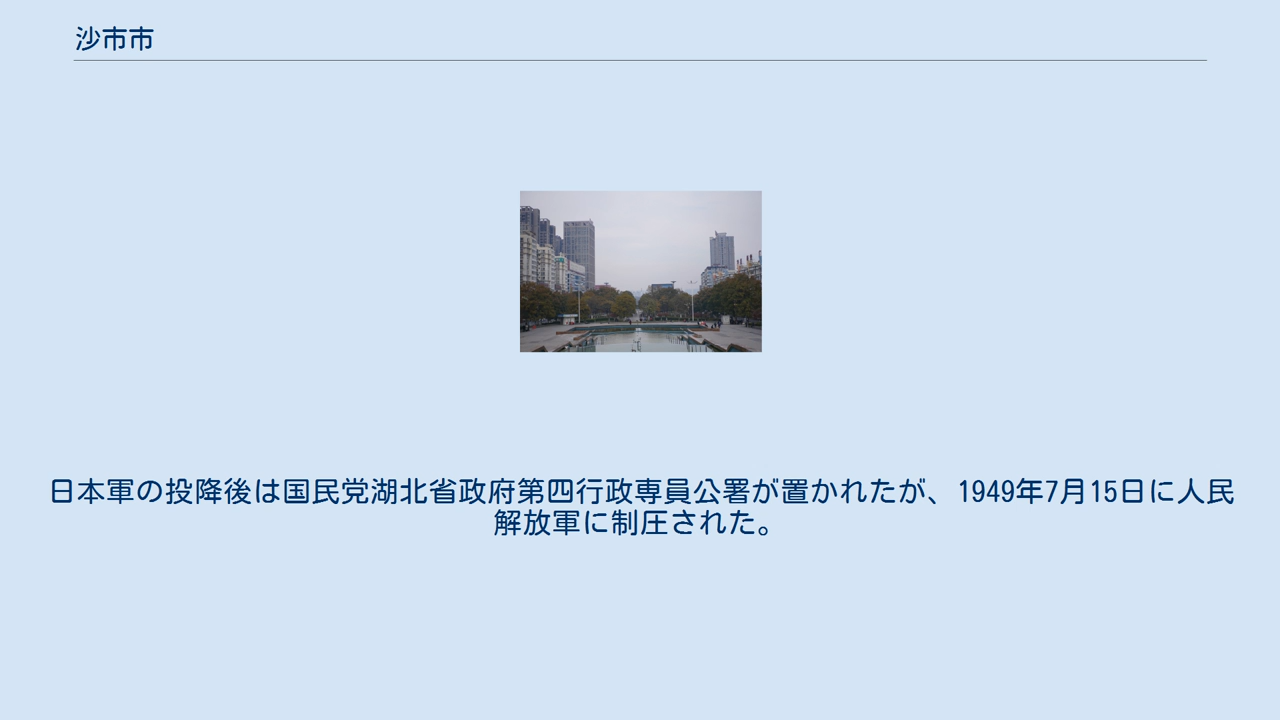 沙市市
日本軍の投降後は国民党湖北省政府第四行政専員公署が置かれたが、1949年7月15日に人民
解放軍に制圧された。